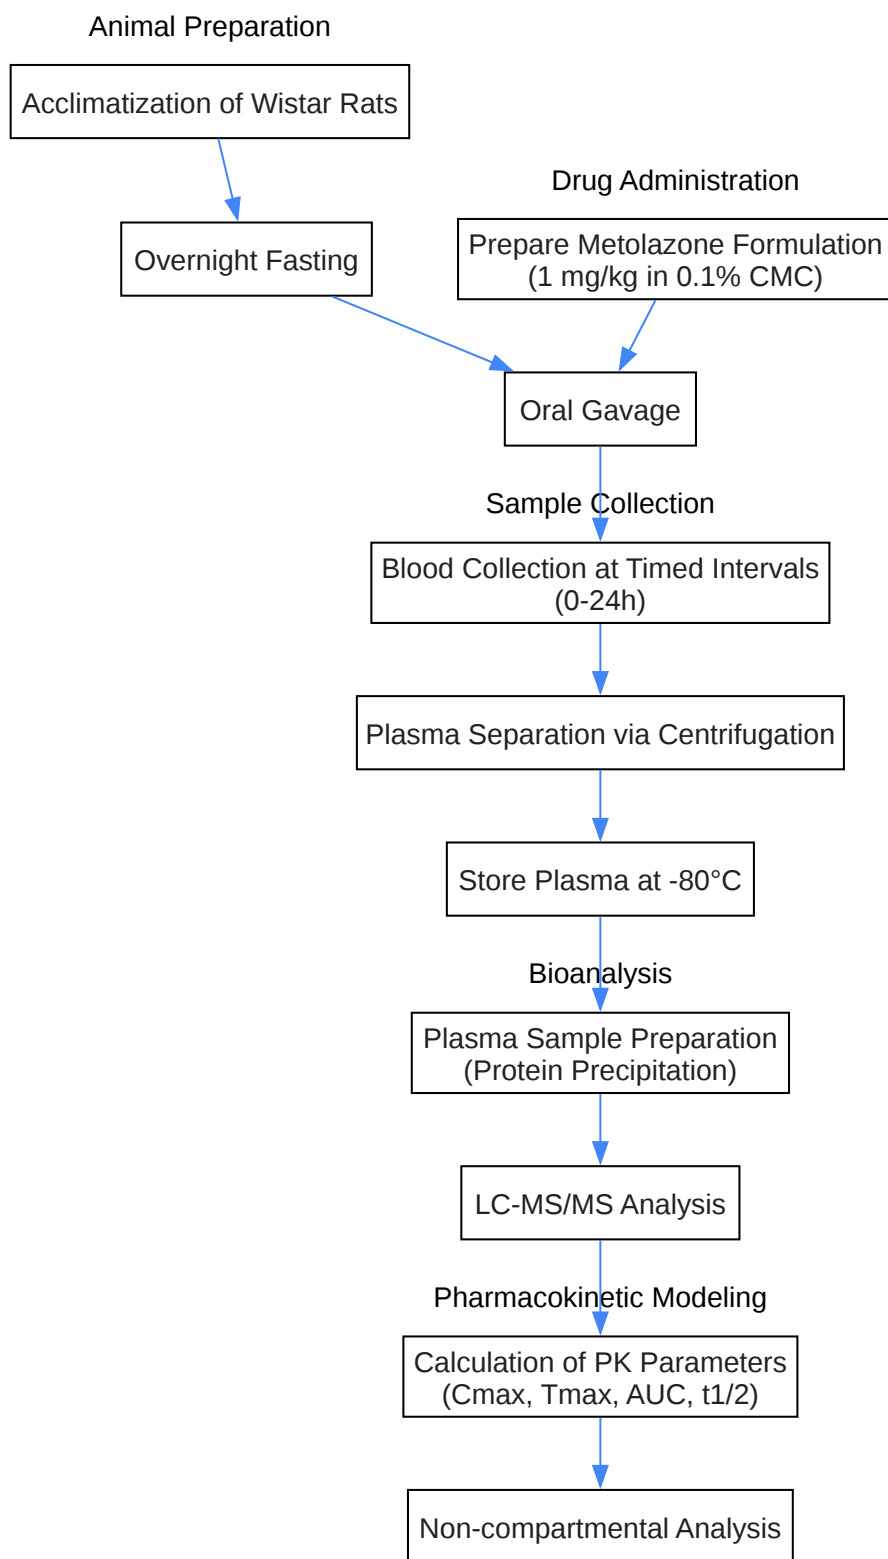 Animal Preparation
Acclimatization of Wistar Rats
Drug Administration
Overnight Fasting
Prepare Metolazone Formulation
(1 mg/kg in 0.1% CMC)
Oral Gavage
Sample Collection
Blood Collection at Timed Intervals
(0-24h)
Plasma Separation via Centrifugation
Store Plasma at -80°C
Bioanalysis
Plasma Sample Preparation
(Protein Precipitation)
LC-MS/MS Analysis
Pharmacokinetic Modeling
Calculation of PK Parameters
(Cmax, Tmax, AUC, t1/2)
Non-compartmental Analysis